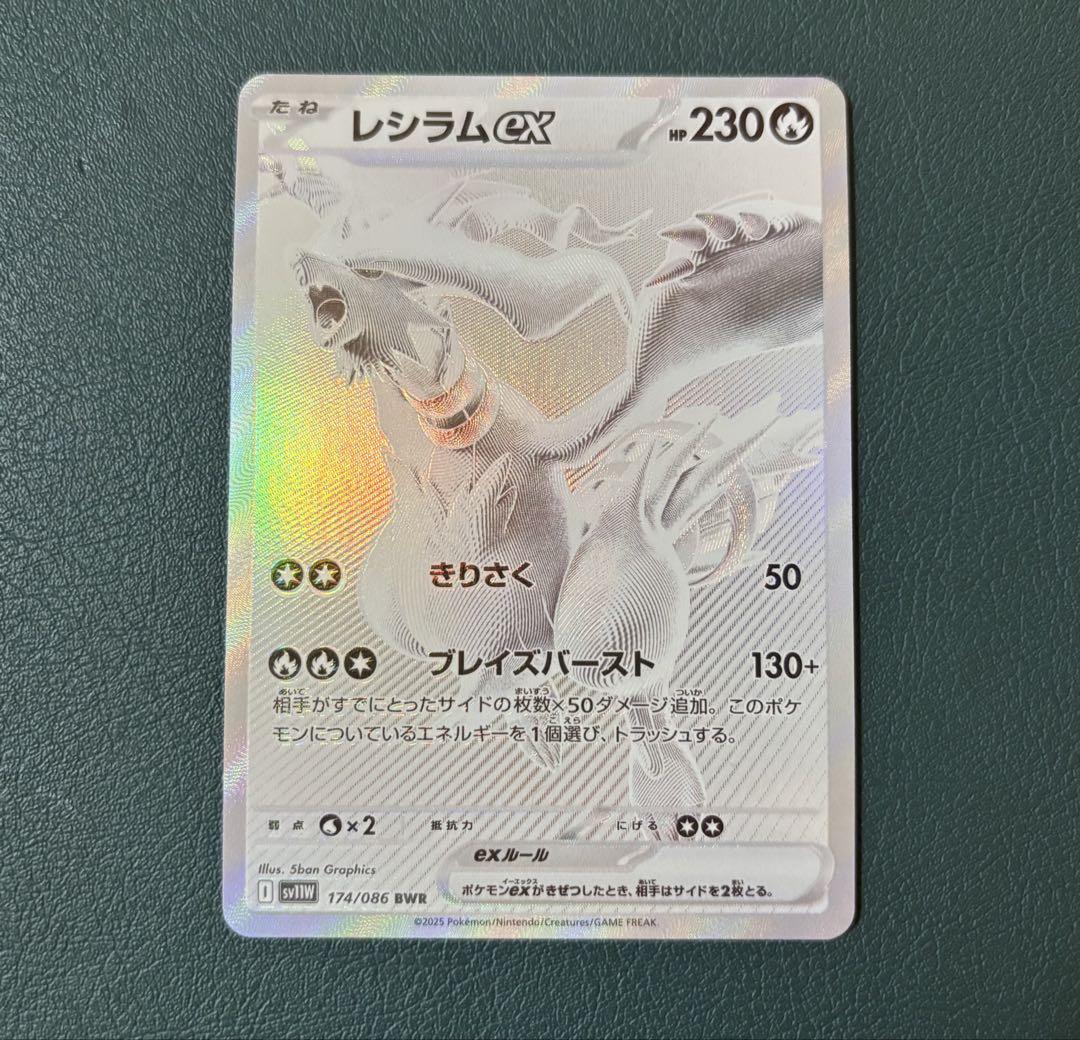 たね
レシラムex
HP230
きりさく 50
ブレイズバースト 130+
相手がすでにとったサイドの枚数×50ダメージ追加。このポケ
モンについているエネルギーを1個選び、トラッシュする。
弱点 ×2 抵抗力 にげる
exルール
ポケモンexがきぜつしたとき、相手はサイドを2枚とる。
Illus. 5ban Graphics
I sv11W 174/086 BWR
©2025 Pokémon/Nintendo/Creatures/GAME FREAK.